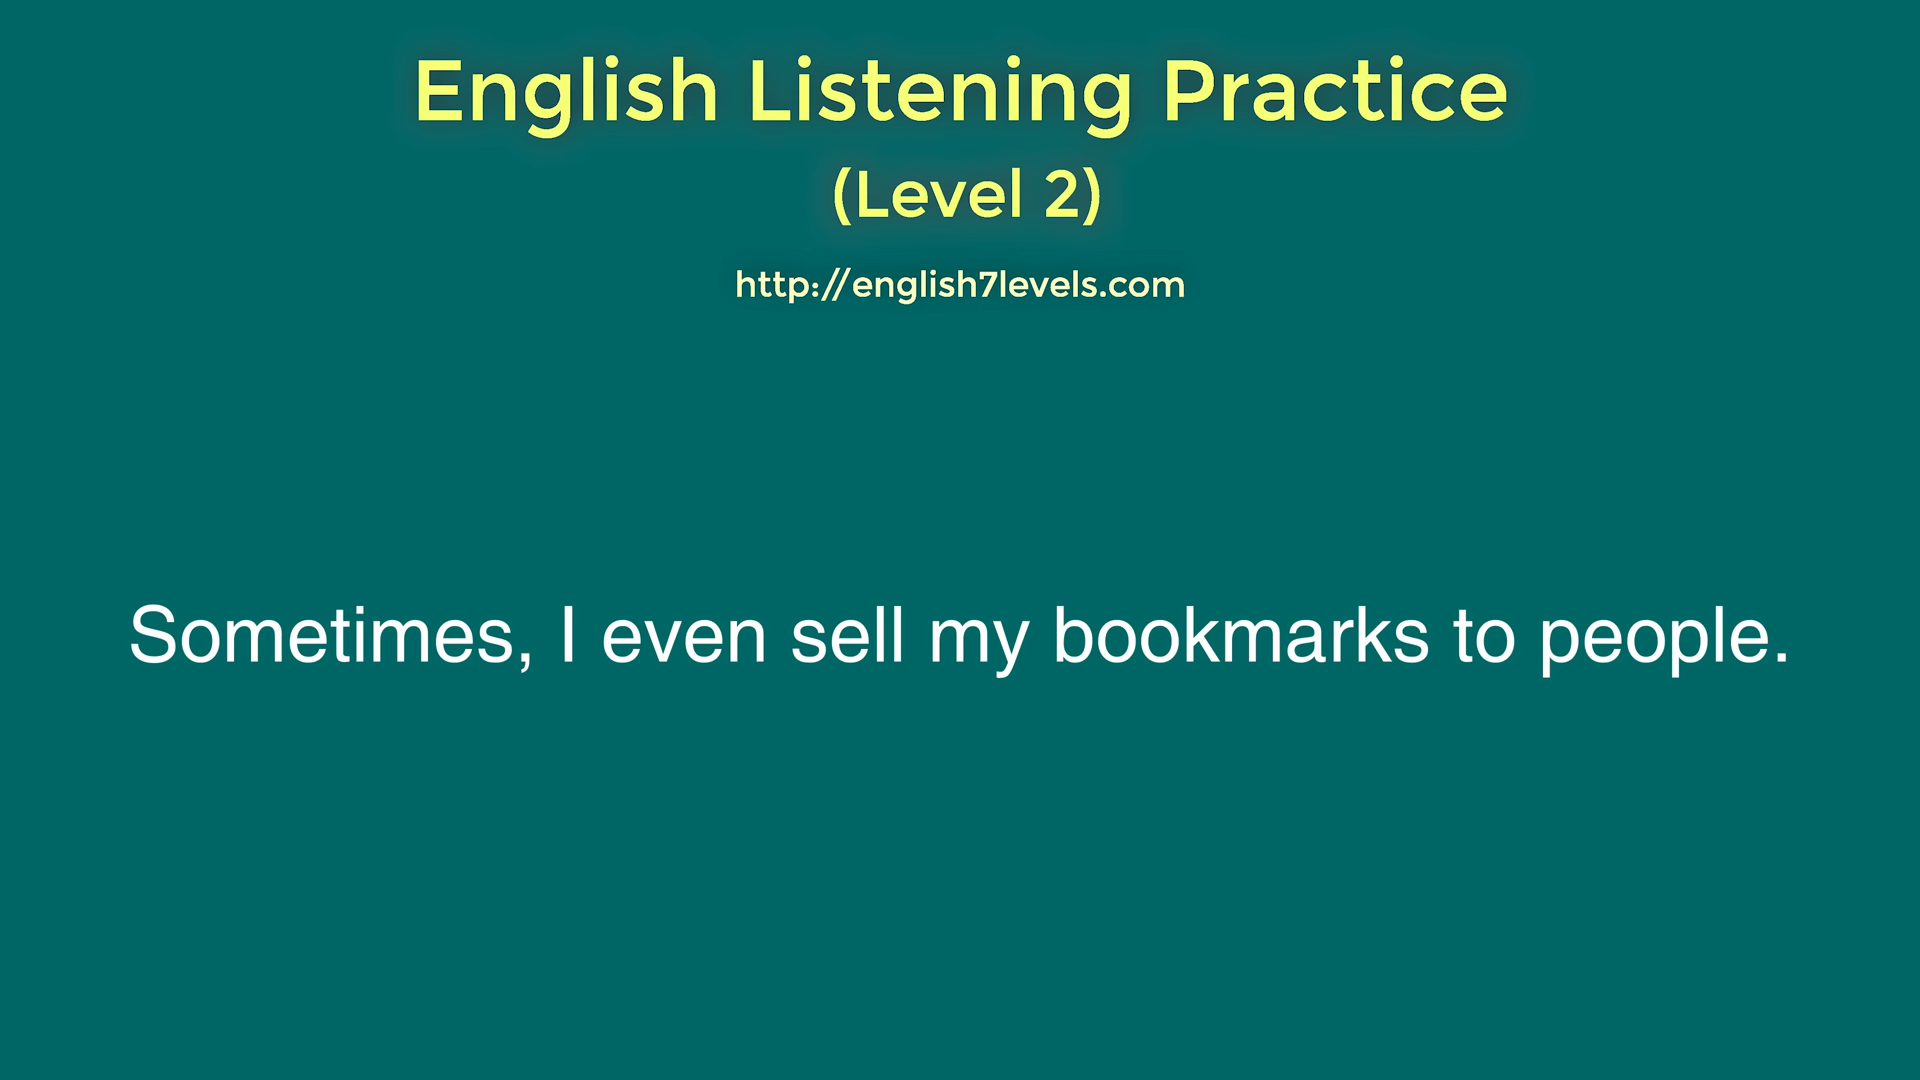 English Listening Practice
(Level 2)
http://english7levels.com
Sometimes, I even sell my bookmarks to people.